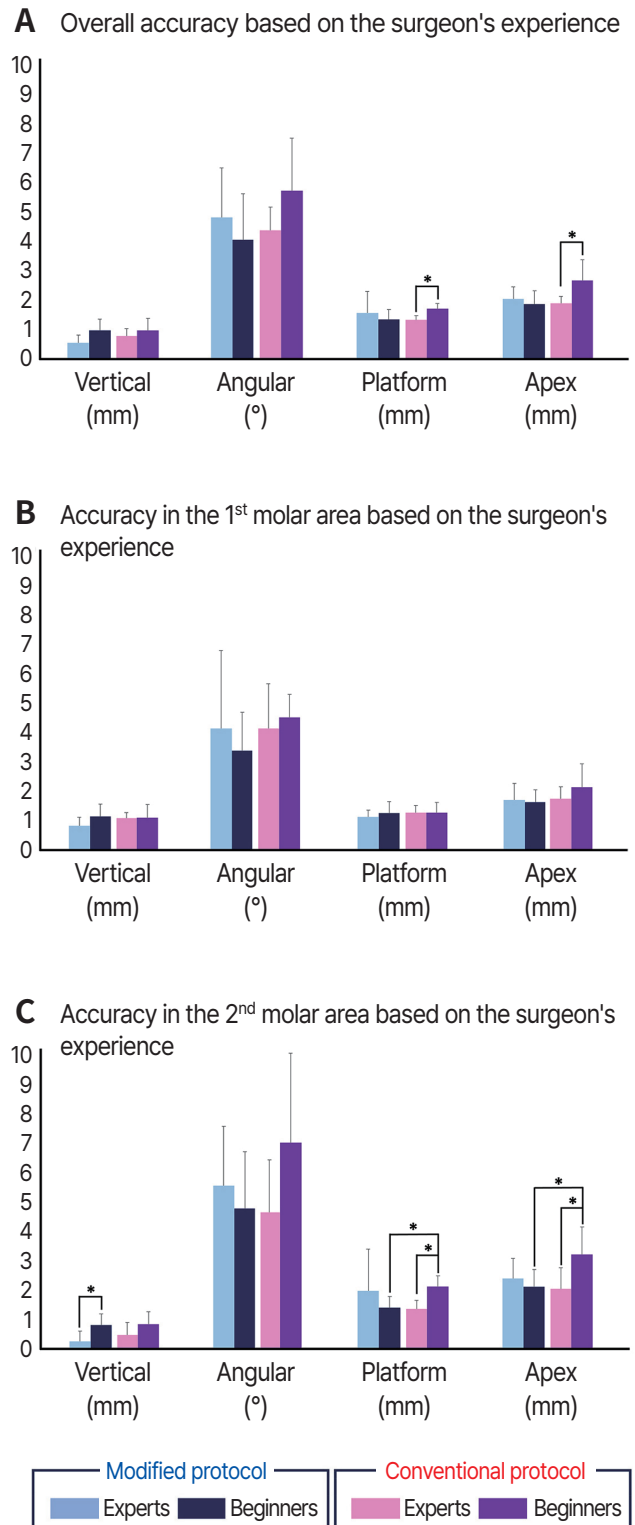 A Overall accuracy based on the surgeon's experience
10
9
8
7
6
5
4
3
2
1
0
* *
Vertical Angular Platform Apex
(mm) (°) (mm) (mm)
B Accuracy in the 1st molar area based on the surgeon's
experience
10
9
8
7
6
5
4
3
2
1
0
Vertical Angular Platform Apex
(mm) (°) (mm) (mm)
C Accuracy in the 2nd molar area based on the surgeon's
experience
10
9
8
7
6
5
4
3
2
1
0
* * * * *
Vertical Angular Platform Apex
(mm) (°) (mm) (mm)
Modified protocol Conventional protocol
Experts Beginners Experts Beginners